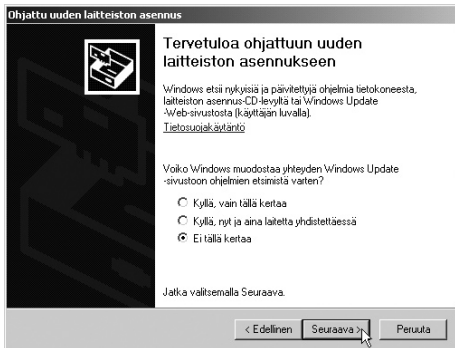 Ohjattu uuden laitteiston asennus
Tervetuloa ohjattuun uuden
laitteiston asennukseen
Windows etsii nykyisiä ja päivitettyjä ohjelmia tietokoneesta,
laitteiston asennus-CD-levyltä tai Windows Update
-Web-sivustosta (käyttäjän luvalla).
Tietosuojakäytäntö
Voiko Windows muodostaa yhteyden Windows Update
-sivustoon ohjelmien etsimistä varten?
Kyllä, vain tällä kertaa
Kyllä, nyt ja aina laitetta yhdistettäessä
Ei tällä kertaa
Jatka valitsemalla Seuraava.
< Edellinen
Seuraava >
Peruuta